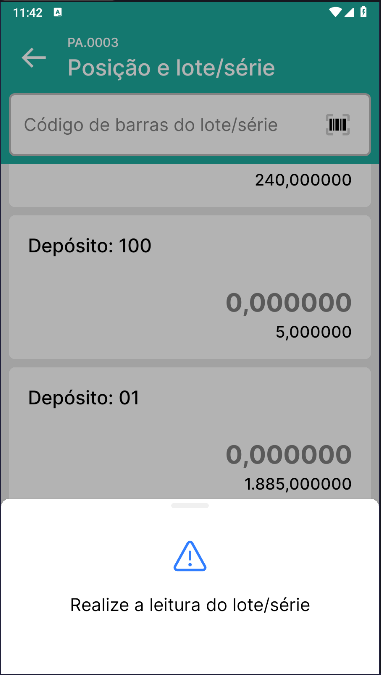 11:42
PA.0003
Posição e lote/série
Código de barras do lote/série
240,000000
Depósito: 100
0,000000
5,000000
Depósito: 01
0,000000
1.885,000000
Realize a leitura do lote/série